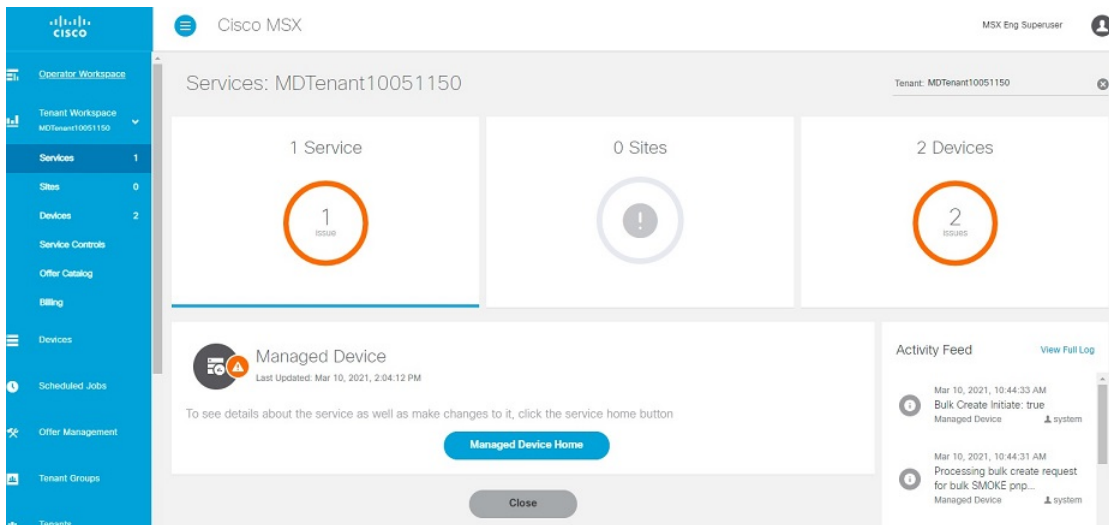 CISCO
Cisco MSX
MSX Eng Superuser
Operator Workspace
Tenant Workspace
MDTenant10051150
Services 1
Sites 0
Devices 2
Service Controls
Offer Catalog
Billing
Devices
Scheduled Jobs
Offer Management
Tenant Groups
Tenants
Services: MDTenant10051150
Tenant: MDTenant10051150
1 Service
1
issue
0 Sites
!
2 Devices
2
issues
Managed Device
Last Updated: Mar 10, 2021, 2:04:12 PM
To see details about the service as well as make changes to it, click the service home button
Managed Device Home
Close
Activity Feed
View Full Log
Mar 10, 2021, 10:44:33 AM
Bulk Create Initiate: true
Managed Device system
Mar 10, 2021, 10:44:31 AM
Processing bulk create request
for bulk SMOKE pnp...
Managed Device system